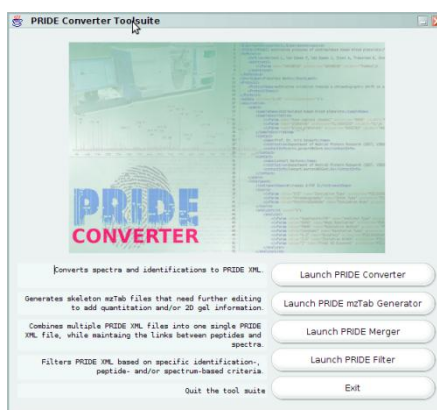 PRIDE Converter Toolsuite
PRIDE
CONVERTER
Converts spectra and identifications to PRIDE XML.
Launch PRIDE Converter
Generates skeleton mzTab files that need further editing
to add quantitation and/or 2D gel information.
Launch PRIDE mzTab Generator
Combines multiple PRIDE XML files into one single PRIDE
XML file, while maintaing the links between peptides and
spectra.
Launch PRIDE Merger
Filters PRIDE XML based on specific identification-,
peptide- and/or spectrum-based criteria.
Launch PRIDE Filter
Quit the tool suite
Exit